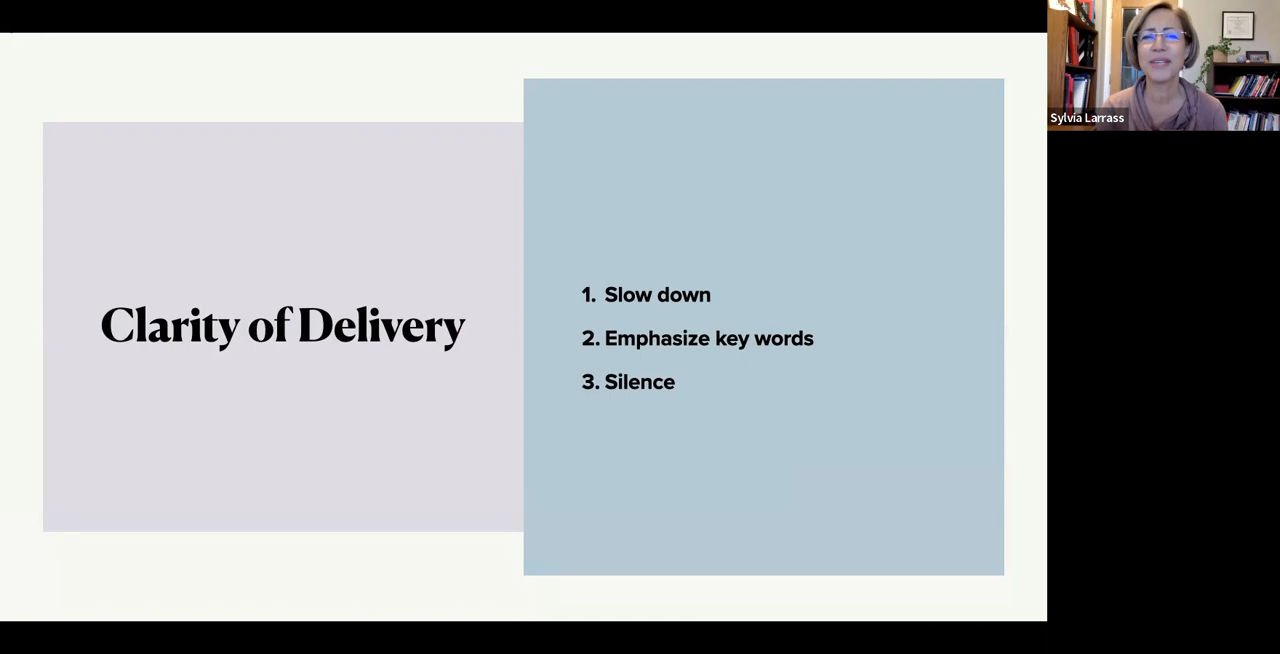 Clarity of Delivery
1. Slow down
2. Emphasize key words
3. Silence
Sylvia Larrass